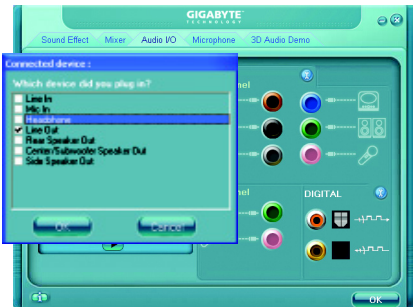 GIGABYTE
TECHNOLOGY
Sound Effect Mixer Audio I/O Microphone 3D Audio Demo
Connected device :
Which device did you plug in?
Line In
Mic In
Headphone
Line Out
Rear Speaker Out
Center/Subwoofer Speaker Out
Side Speaker Out
OK Cancel
nel
nel
DIGITAL
OK